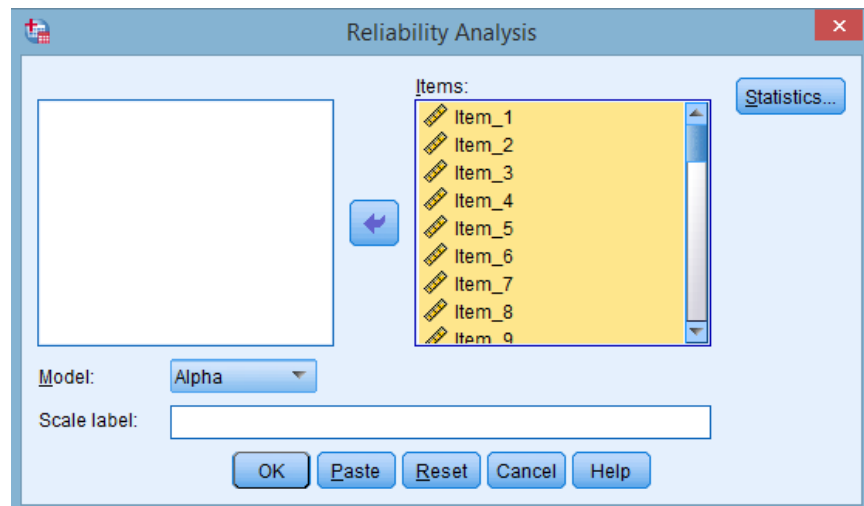 Reliability Analysis
Items:
Item_1
Item_2
Item_3
Item_4
Item_5
Item_6
Item_7
Item_8
Item_9
Statistics...
Model:
Alpha
Scale label:
OK
Paste
Reset
Cancel
Help